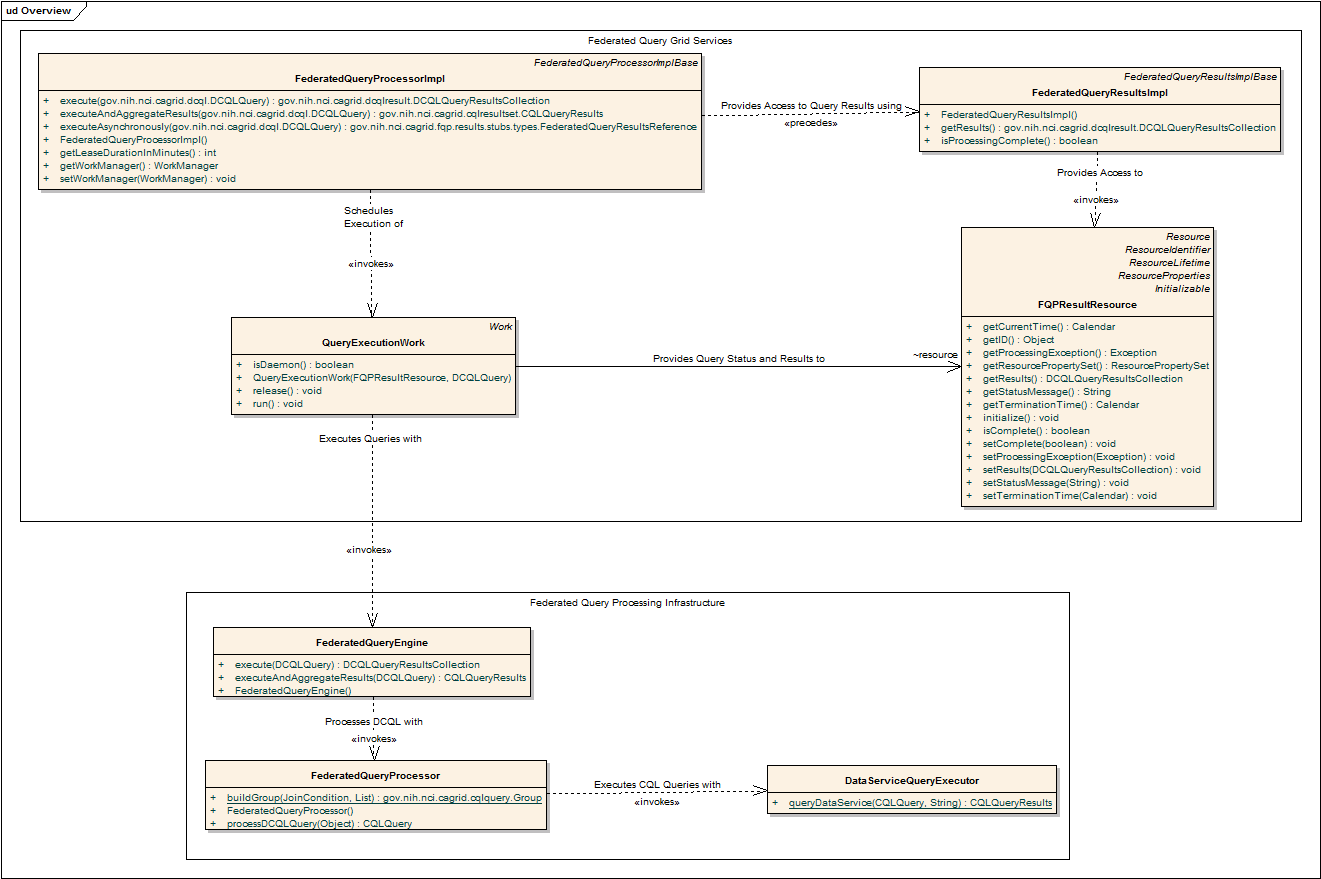 ud Overview
Federated Query Grid Services
FederatedQueryProcessorImplBase
FederatedQueryProcessorImpl
+ execute(gov.nih.nci.cagrid.dcql.DCQLQuery) : gov.nih.nci.cagrid.dcqlresult.DCQLQueryResultsCollection
+ executeAndAggregateResults(gov.nih.nci.cagrid.dcql.DCQLQuery) : gov.nih.nci.cagrid.cqlresultset.CQLQueryResults
+ executeAsynchronously(gov.nih.nci.cagrid.dcql.DCQLQuery) : gov.nih.nci.cagrid.fqp.results.stubs.types.FederatedQueryResultsReference
+ FederatedQueryProcessorImpl()
+ getLeaseDurationInMinutes() : int
+ getWorkManager() : WorkManager
+ setWorkManager(WorkManager) : void
Provides Access to Query Results using
«precedes»
FederatedQueryResultsImplBase
FederatedQueryResultsImpl
+ FederatedQueryResultsImpl()
+ getResults() : gov.nih.nci.cagrid.dcqlresult.DCQLQueryResultsCollection
+ isProcessingComplete() : boolean
Provides Access to
«invokes»
Schedules
Execution of
«invokes»
Resource
ResourceIdentifier
ResourceLifetime
ResourceProperties
Initializable
FQPResultResource
+ getCurrentTime() : Calendar
+ getID() : Object
+ getProcessingException() : Exception
+ getResourcePropertySet() : ResourcePropertySet
+ getResults() : DCQLQueryResultsCollection
+ getStatusMessage() : String
+ getTerminationTime() : Calendar
+ initialize() : void
+ isComplete() : boolean
+ setComplete(boolean) : void
+ setProcessingException(Exception) : void
+ setResults(DCQLQueryResultsCollection) : void
+ setStatusMessage(String) : void
+ setTerminationTime(Calendar) : void
Work
QueryExecutionWork
+ isDaemon() : boolean
+ QueryExecutionWork(FQPResultResource, DCQLQuery)
+ release() : void
+ run() : void
Provides Query Status and Results to
~resource
Executes Queries with
«invokes»
Federated Query Processing Infrastructure
FederatedQueryEngine
+ execute(DCQLQuery) : DCQLQueryResultsCollection
+ executeAndAggregateResults(DCQLQuery) : CQLQueryResults
+ FederatedQueryEngine()
Processes DCQL with
«invokes»
FederatedQueryProcessor
+ buildGroup(JoinCondition, List) : gov.nih.nci.cagrid.cqlquery.Group
+ FederatedQueryProcessor()
+ processDCQLQuery(Object) : CQLQuery
Executes CQL Queries with
«invokes»
DataServiceQueryExecutor
+ queryDataService(CQLQuery, String) : CQLQueryResults